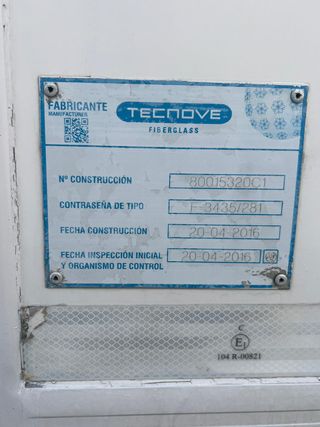 FABRICANTE
MANUFACTURER
TECNOVE
FIBERGLASS
Nº CONSTRUCCIÓN 80015320C1
CONTRASEÑA DE TIPO F-3435/281
FECHA CONSTRUCCIÓN 20-04-2016
FECHA INSPECCIÓN INICIAL
Y ORGANISMO DE CONTROL 20-04-2016
C
E1
104 R-00821